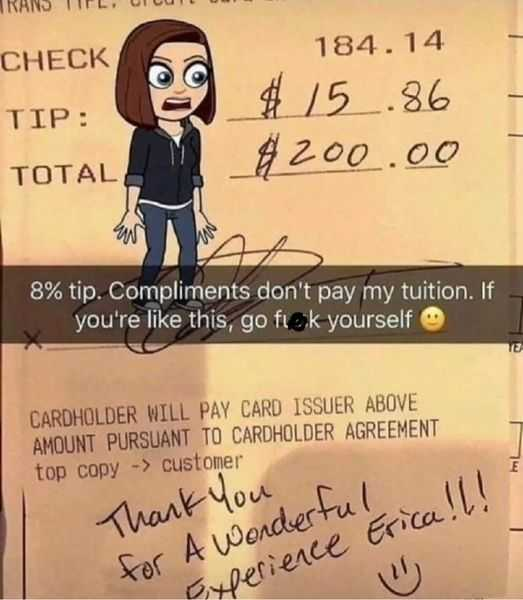 CHECK 184.14
TIP: $ 15.86
TOTAL $200.00
8% tip. Compliments don't pay my tuition. If
you're like this, go fu k yourself 🙂
x
CARDHOLDER WILL PAY CARD ISSUER ABOVE
AMOUNT PURSUANT TO CARDHOLDER AGREEMENT
top copy -> customer
Thank You
for A Wonderful
Experience Erica!!!